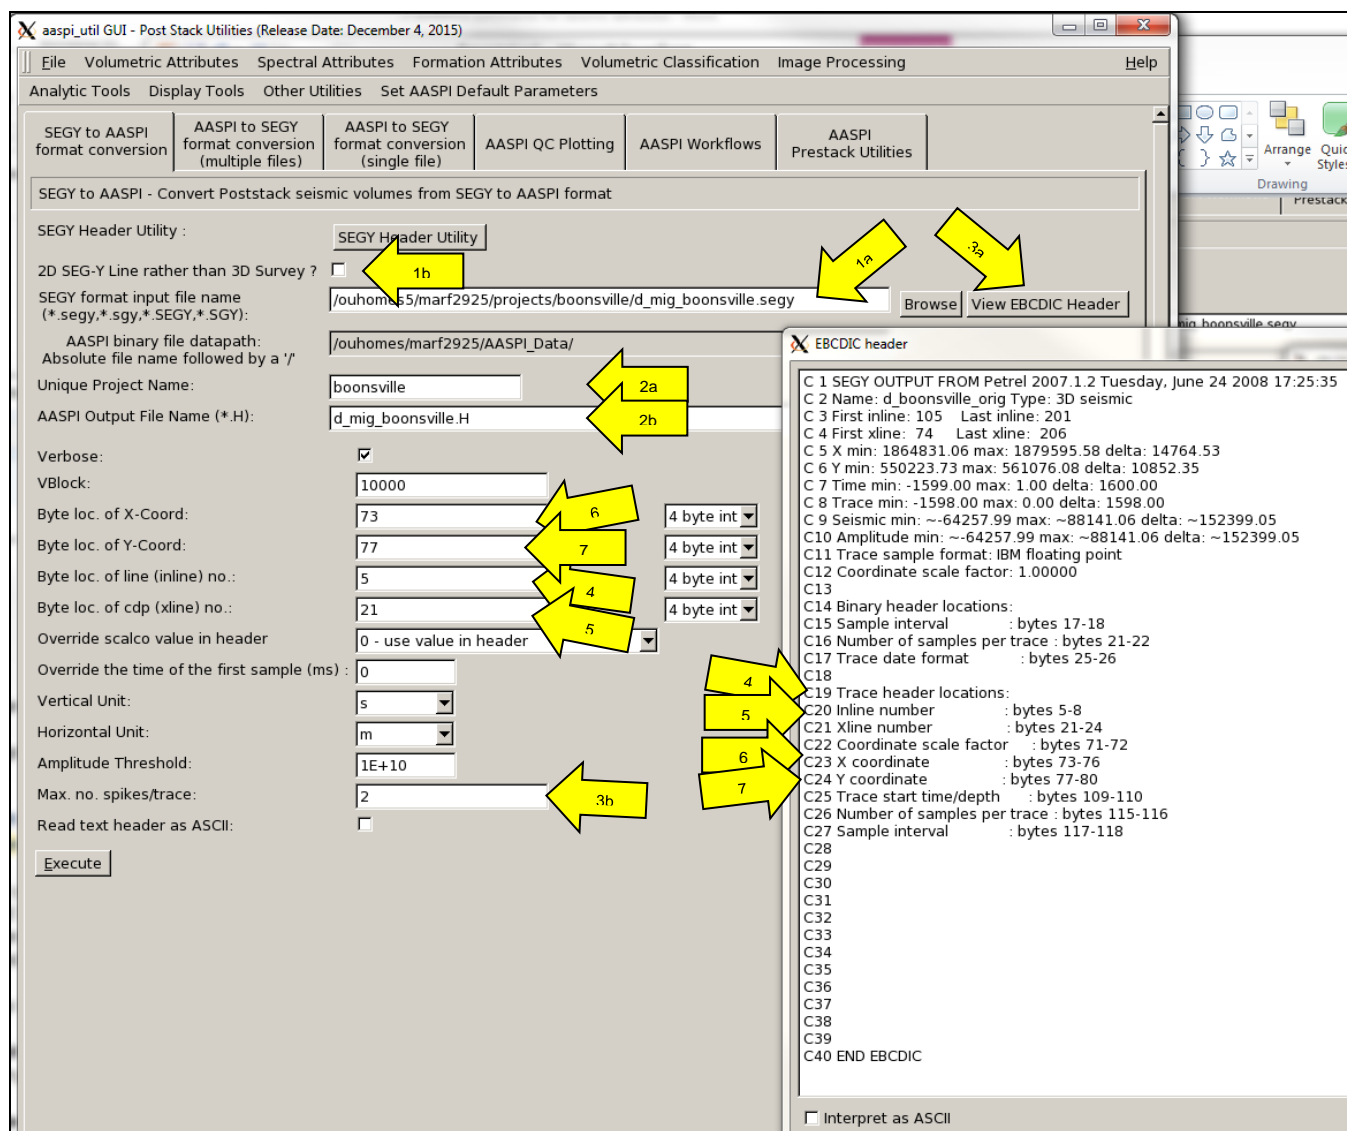 aaspi_util GUI - Post Stack Utilities (Release Date: December 4, 2015)
File Volumetric Attributes Spectral Attributes Formation Attributes Volumetric Classification Image Processing Help
Analytic Tools Display Tools Other Utilities Set AASPI Default Parameters
SEGY to AASPI
format conversion
AASPI to SEGY
format conversion
(multiple files)
AASPI to SEGY
format conversion
(single file)
AASPI QC Plotting
AASPI Workflows
AASPI
Prestack Utilities
Arrange
Quic
Styles
Drawing
Prestack
SEGY to AASPI - Convert Poststack seismic volumes from SEGY to AASPI format
SEGY Header Utility :
SEGY Header Utility
2D SEG-Y Line rather than 3D Survey ?
1b
1a
3a
SEGY format input file name
(*.segy,*.sgy,*.SEGY,*.SGY):
/ouhomes5/marf2925/projects/boonsville/d_mig_boonsville.segy
Browse
View EBCDIC Header
mig_boonsville.segy
AASPI binary file datapath:
Absolute file name followed by a '/'
/ouhomes/marf2925/AASPI_Data/
Unique Project Name:
boonsville
2a
AASPI Output File Name (*.H):
d_mig_boonsville.H
2b
Verbose:
VBlock:
10000
Byte loc. of X-Coord:
73
6
4 byte int
Byte loc. of Y-Coord:
77
7
4 byte int
Byte loc. of line (inline) no.:
5
4
4 byte int
Byte loc. of cdp (xline) no.:
21
5
4 byte int
Override scalco value in header
0 - use value in header
Override the time of the first sample (ms) :
0
Vertical Unit:
s
Horizontal Unit:
m
Amplitude Threshold:
1E+10
Max. no. spikes/trace:
2
3b
Read text header as ASCII:
Execute
4
5
6
7
EBCDIC header
C 1 SEGY OUTPUT FROM Petrel 2007.1.2 Tuesday, June 24 2008 17:25:35
C 2 Name: d_boonsville_orig Type: 3D seismic
C 3 First inline: 105 Last inline: 201
C 4 First xline: 74 Last xline: 206
C 5 X min: 1864831.06 max: 1879595.58 delta: 14764.53
C 6 Y min: 550223.73 max: 561076.08 delta: 10852.35
C 7 Time min: -1599.00 max: 1.00 delta: 1600.00
C 8 Trace min: -1598.00 max: 0.00 delta: 1598.00
C 9 Seismic min: ~-64257.99 max: ~88141.06 delta: ~152399.05
C10 Amplitude min: ~-64257.99 max: ~88141.06 delta: ~152399.05
C11 Trace sample format: IBM floating point
C12 Coordinate scale factor: 1.00000
C13
C14 Binary header locations:
C15 Sample interval : bytes 17-18
C16 Number of samples per trace : bytes 21-22
C17 Trace date format : bytes 25-26
C18
C19 Trace header locations:
C20 Inline number : bytes 5-8
C21 Xline number : bytes 21-24
C22 Coordinate scale factor : bytes 71-72
C23 X coordinate : bytes 73-76
C24 Y coordinate : bytes 77-80
C25 Trace start time/depth : bytes 109-110
C26 Number of samples per trace : bytes 115-116
C27 Sample interval : bytes 117-118
C28
C29
C30
C31
C32
C33
C34
C35
C36
C37
C38
C39
C40 END EBCDIC
Interpret as ASCII